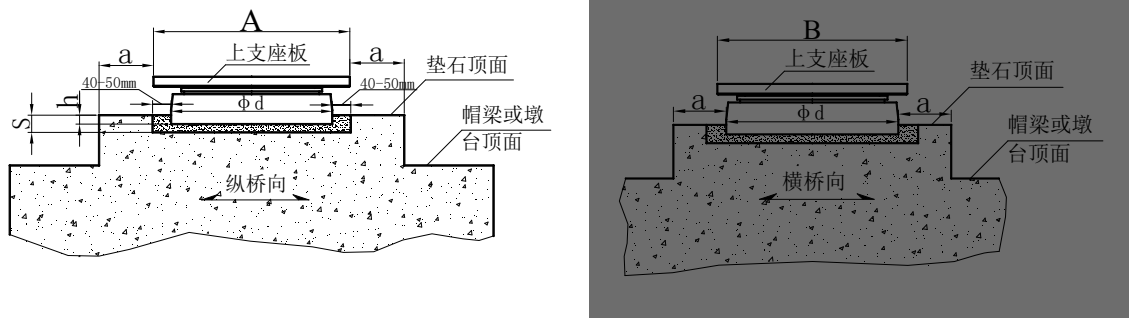 A
上支座板
a
a
垫石顶面
40-50mm
40-50mm
h
φd
S
帽梁或墩
台顶面
纵桥向
B
上支座板
垫石顶面
a
a
φd
帽梁或墩
台顶面
横桥向